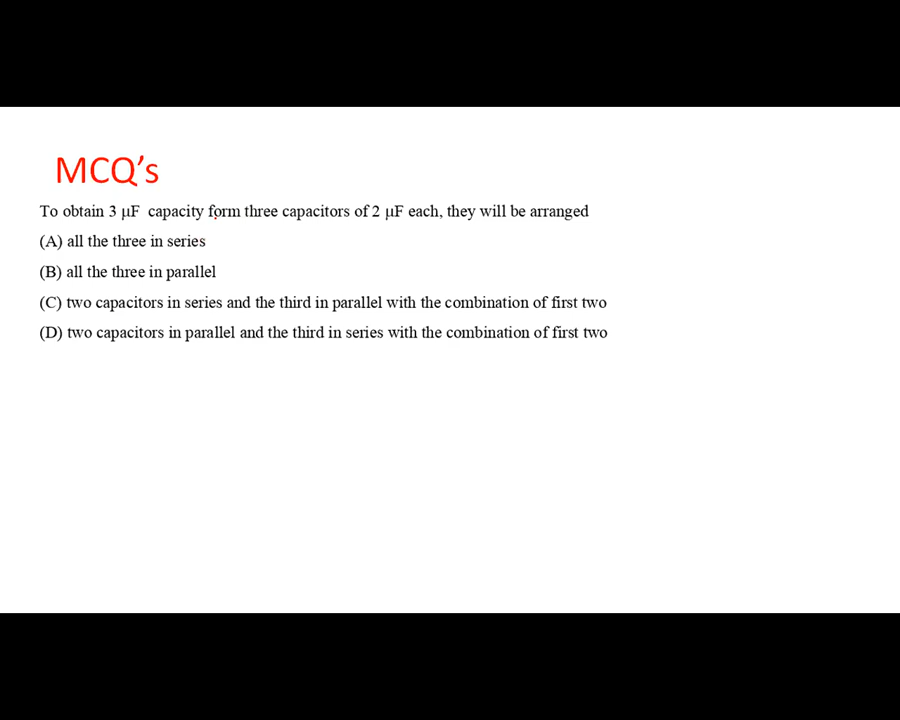 MCQ's
To obtain 3 μF capacity form three capacitors of 2 μF each, they will be arranged
(A) all the three in series
(B) all the three in parallel
(C) two capacitors in series and the third in parallel with the combination of first two
(D) two capacitors in parallel and the third in series with the combination of first two